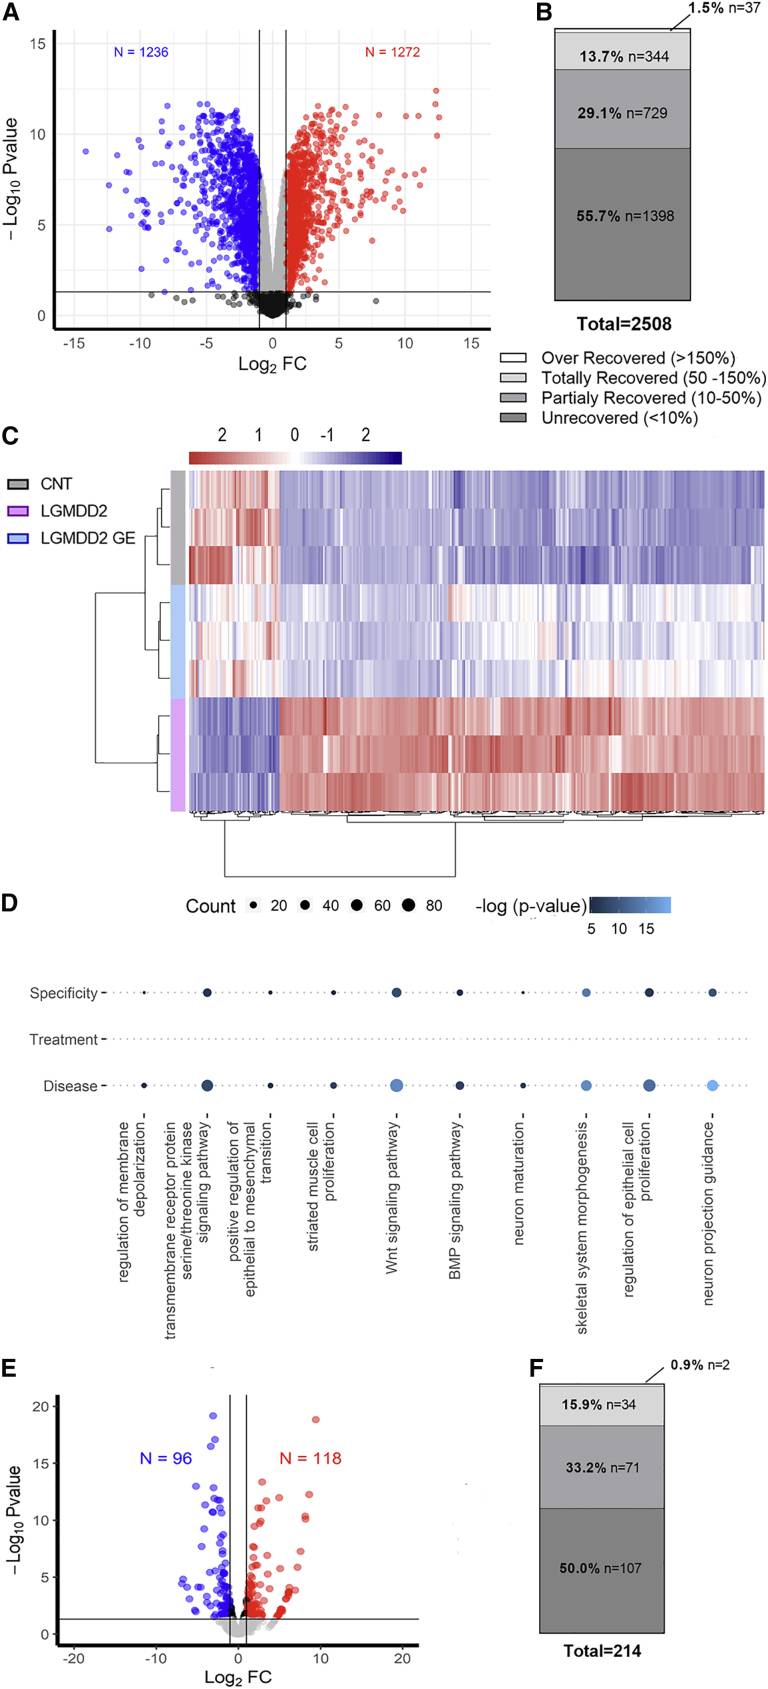 A
N = 1236
N = 1272
15
10
5
0
-15
-10
-5
0
5
10
15
− Log10 Pvalue
Log2 FC
B
1.5% n=37
13.7% n=344
29.1% n=729
55.7% n=1398
Total=2508
Over Recovered (>150%)
Totally Recovered (50 -150%)
Partialy Recovered (10-50%)
Unrecovered (<10%)
C
2 1 0 -1 2
CNT
LGMDD2
LGMDD2 GE
D
Count 20 40 60 80
-log (p-value)
5 10 15
Specificity
Treatment
Disease
regulation of membrane
depolarization
transmembrane receptor protein
serine/threonine kinase
signaling pathway
positive regulation of
epithelial to mesenchymal
transition
striated muscle cell
proliferation
Wnt signaling pathway
BMP signaling pathway
neuron maturation
skeletal system morphogenesis
regulation of epithelial cell
proliferation
neuron projection guidance
E
N = 96
N = 118
20
15
10
5
0
-20
-10
0
10
20
− Log10 Pvalue
Log2 FC
F
0.9% n=2
15.9% n=34
33.2% n=71
50.0% n=107
Total=214